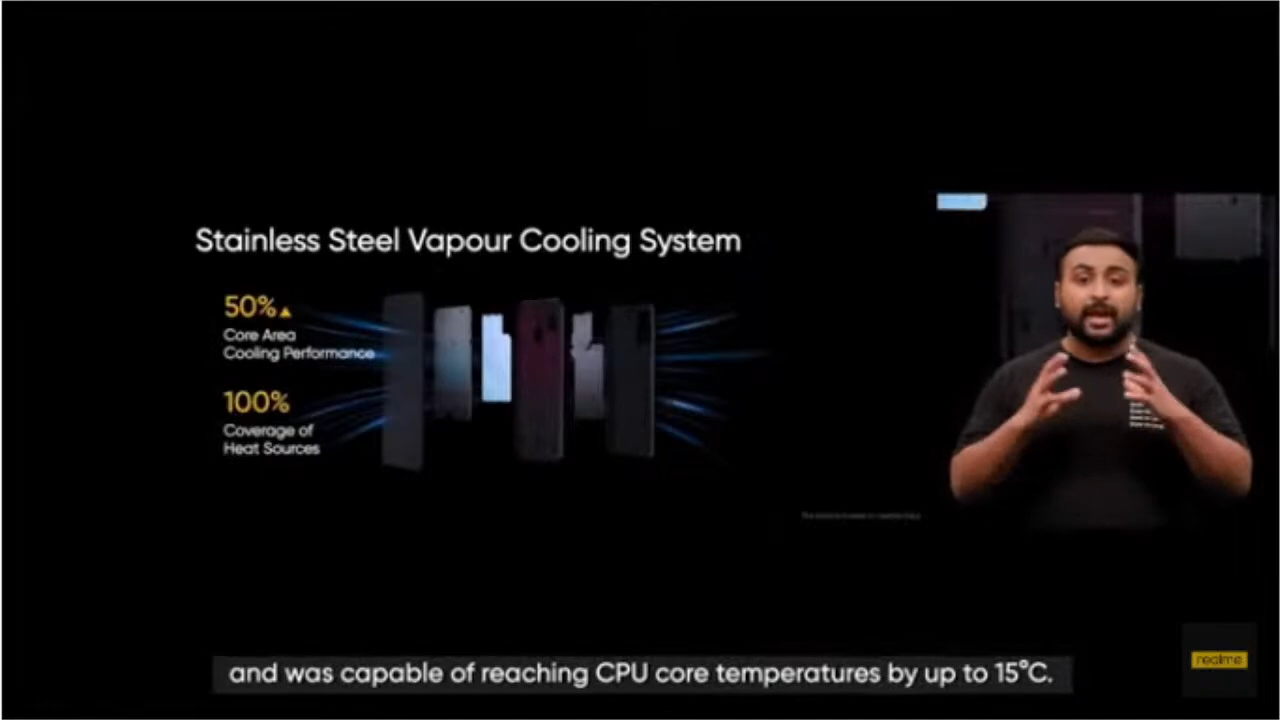 Stainless Steel Vapour Cooling System
50%▲
Core Area
Cooling Performance
100%
Coverage of
Heat Sources
and was capable of reaching CPU core temperatures by up to 15°C.
realme